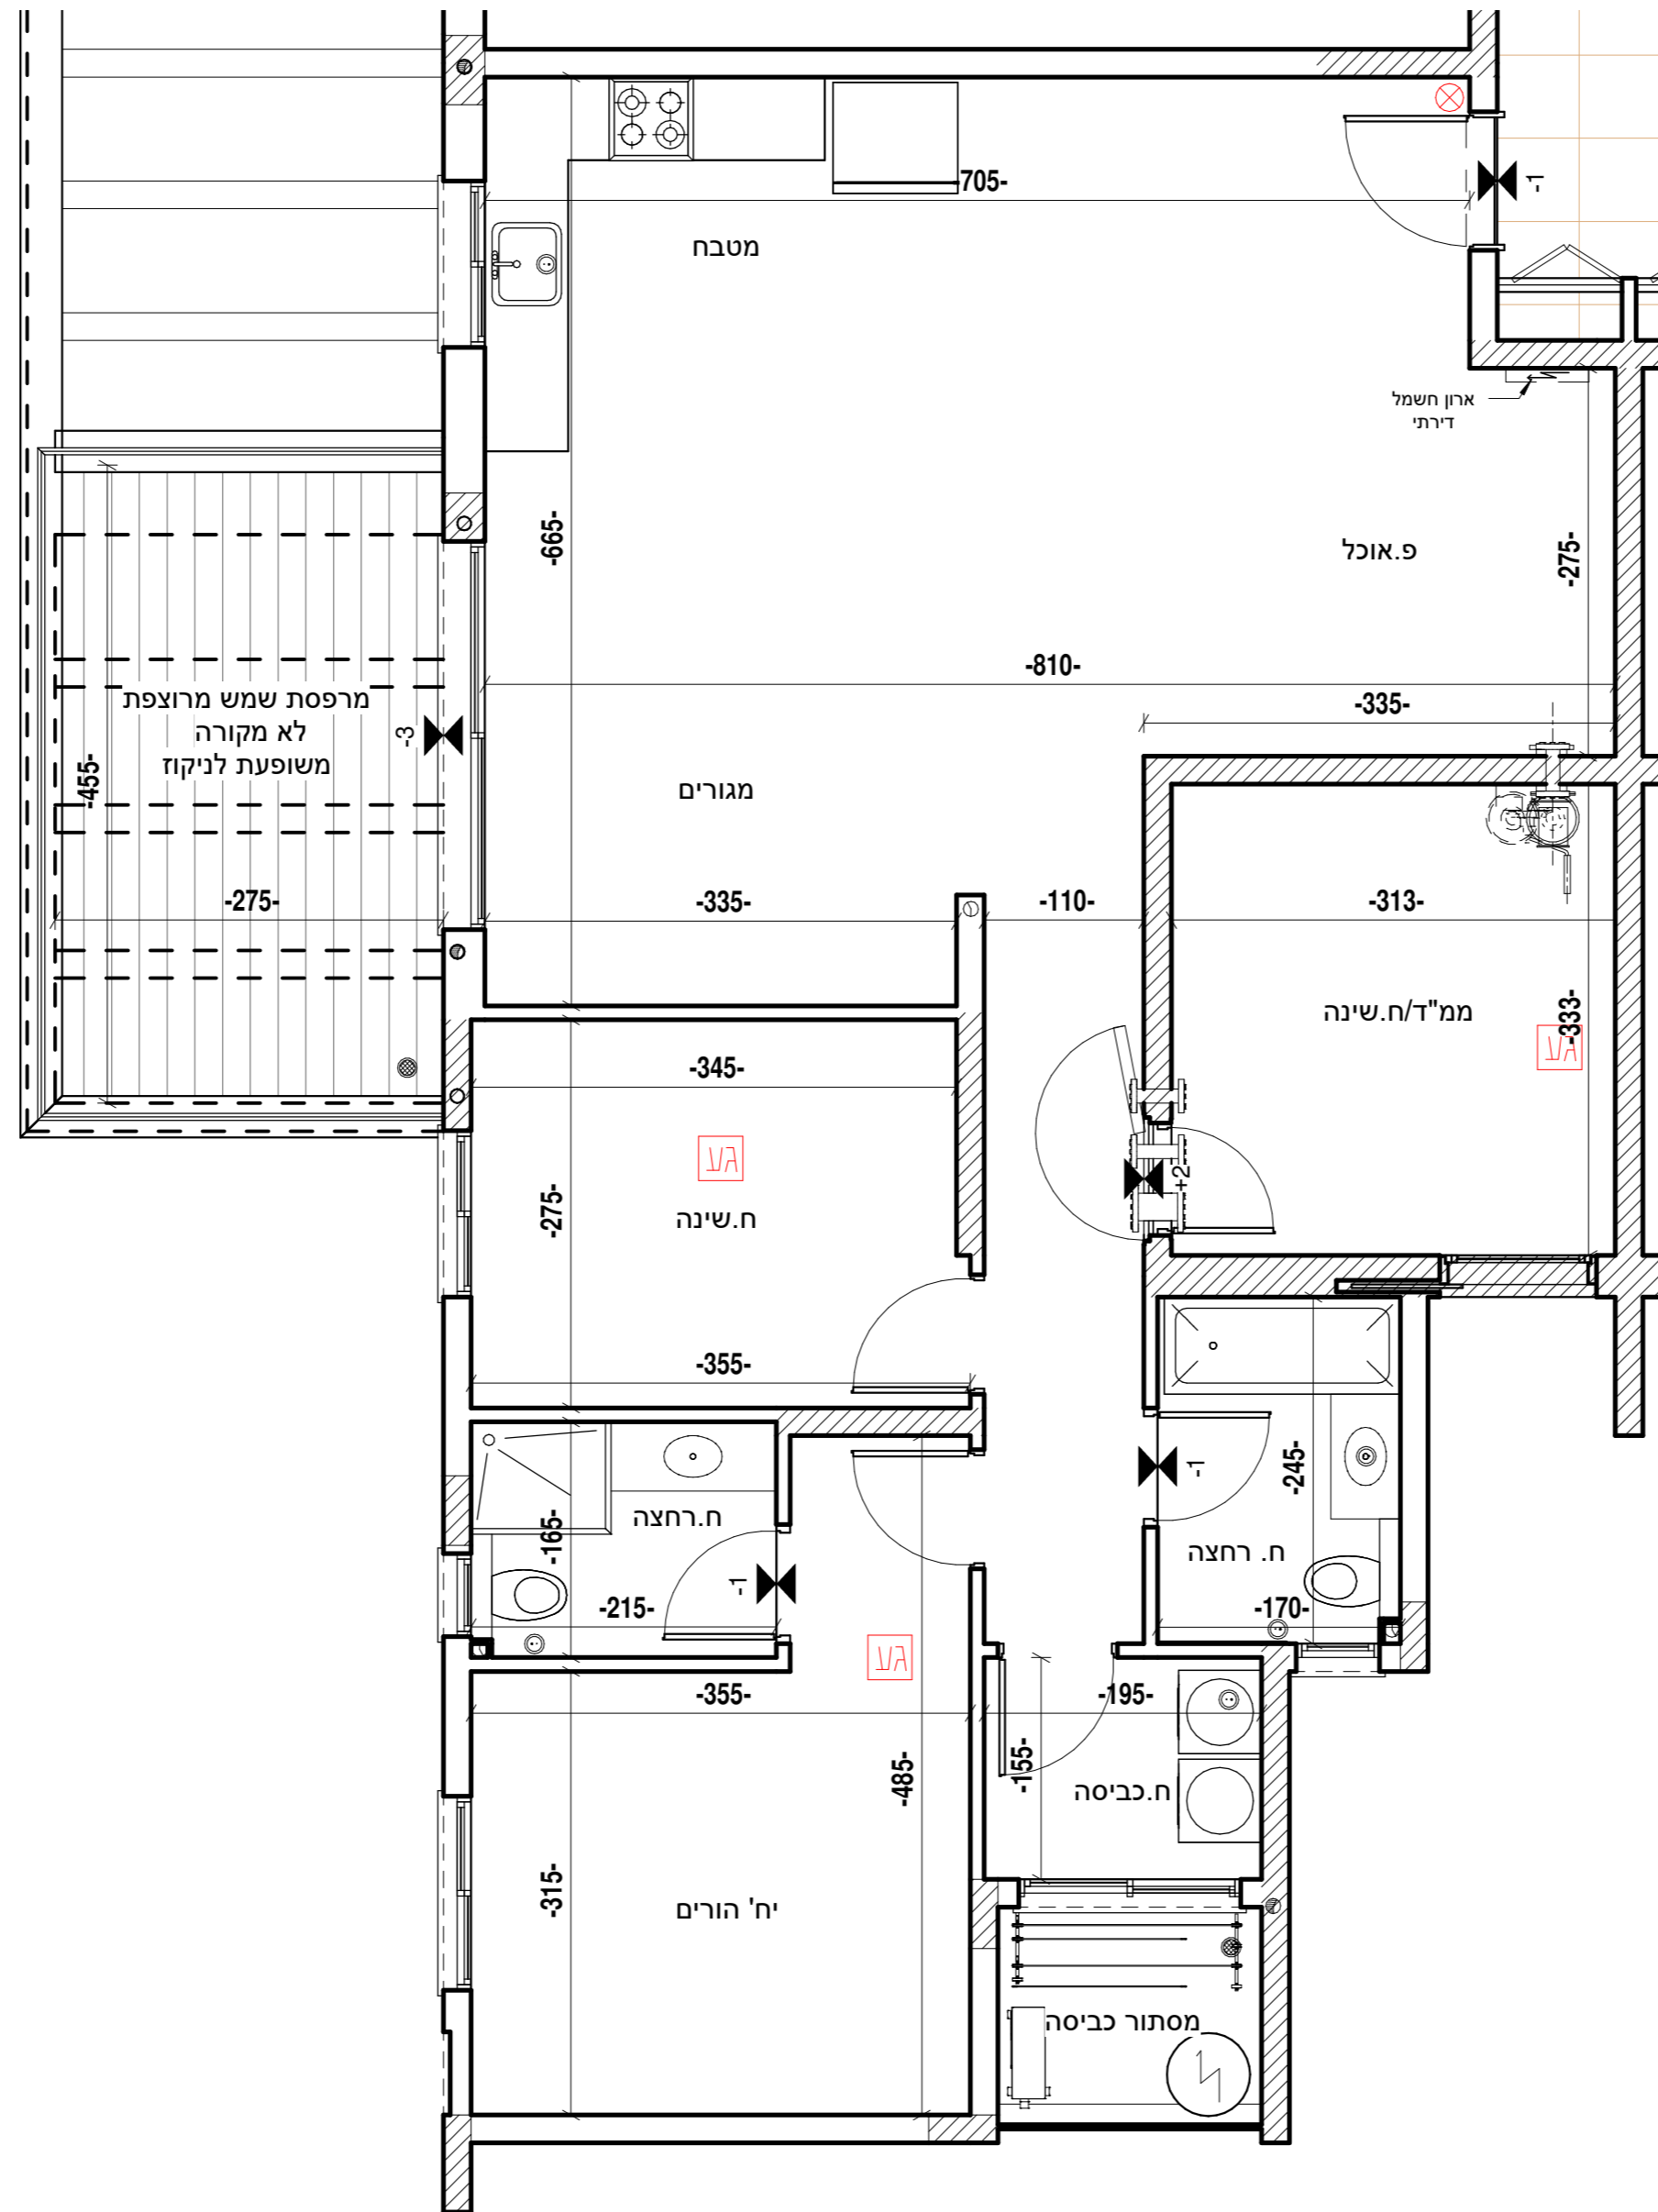 -705-
-1
מטבח
ארון חשמל
דירתי
-665-
פ.אוכל
-275-
-810-
-335-
מרפסת שמש מרוצפת
לא מקורה
משופעת לניקוז
-3
-455-
מגורים
-275-
-335-
-110-
-313-
ממ"ד/ח.שינה
-333-
-345-
-275-
ח.שינה
+2
-355-
-245-
-1
ח.רחצה
-165-
ח. רחצה
-1
-215-
-170-
-355-
-195-
-155-
-485-
ח.כביסה
-315-
יח' הורים
מסתור כביסה